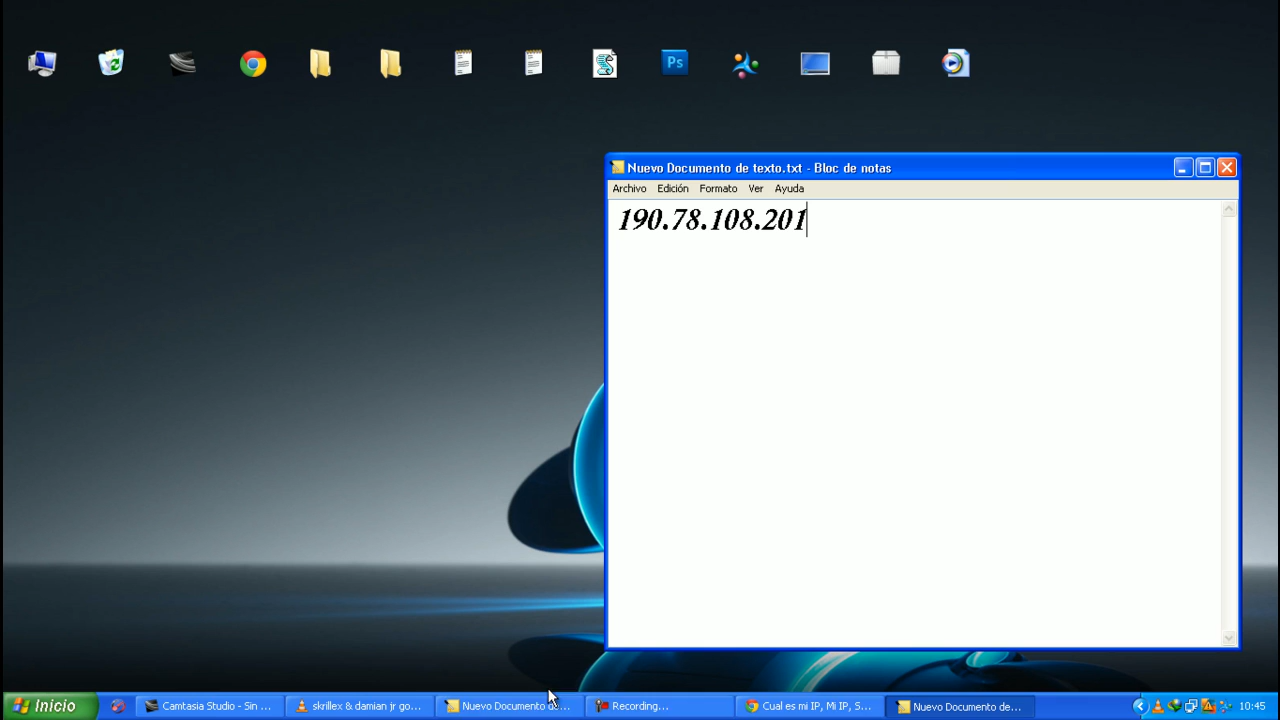 Ps
Nuevo Documento de texto.txt - Bloc de notas
Archivo Edición Formato Ver Ayuda
190.78.108.201
Inicio
Camtasia Studio - Sin ...
skrillex & damian jr go...
Nuevo Documento de...
Recording...
Cual es mi IP, Mi IP, S...
Nuevo Documento de...
10:45